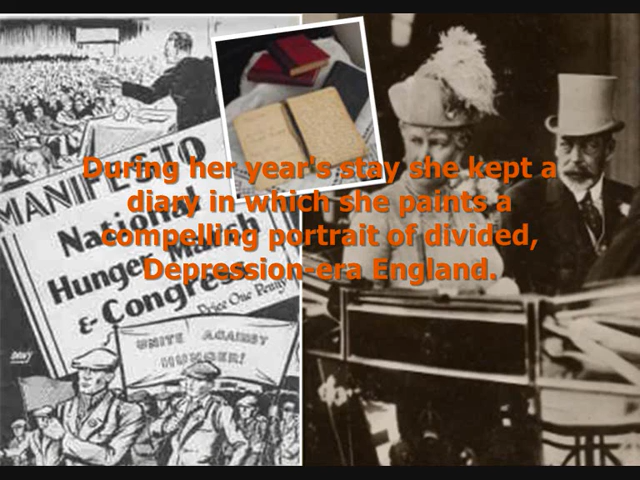 During her year's stay she kept a
diary in which she paints a
compelling portrait of divided,
Depression-era England.
MANIFESTO
National
Hunger March
& Congress
Price One Penny
UNITE AGAINST
HUNGER!